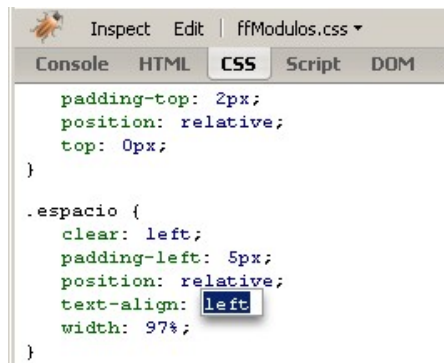 Inspect Edit | ffModulos.css ▾
Console HTML CSS Script DOM
padding-top: 2px;
position: relative;
top: 0px;
}
.espacio {
clear: left;
padding-left: 5px;
position: relative;
text-align: left
width: 97%;
}